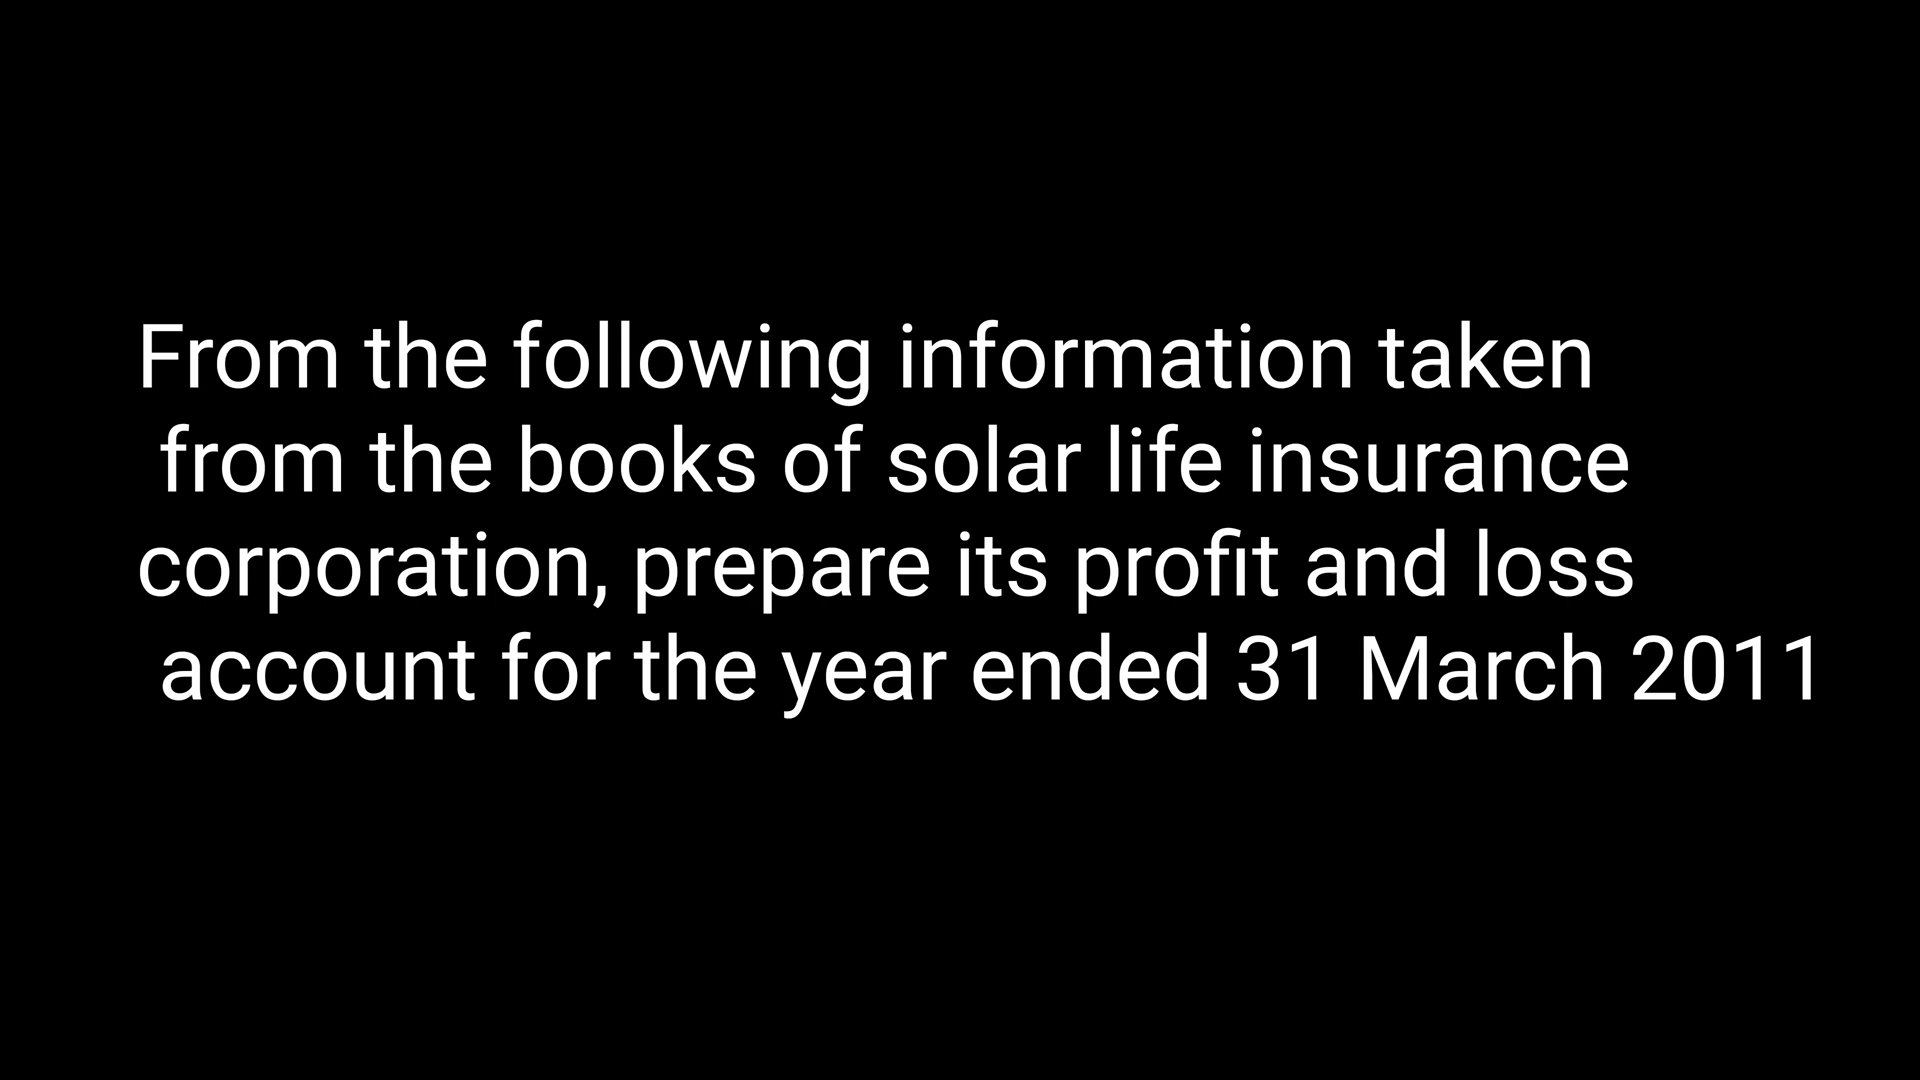 From the following information taken
from the books of solar life insurance
corporation, prepare its profit and loss
account for the year ended 31 March 2011